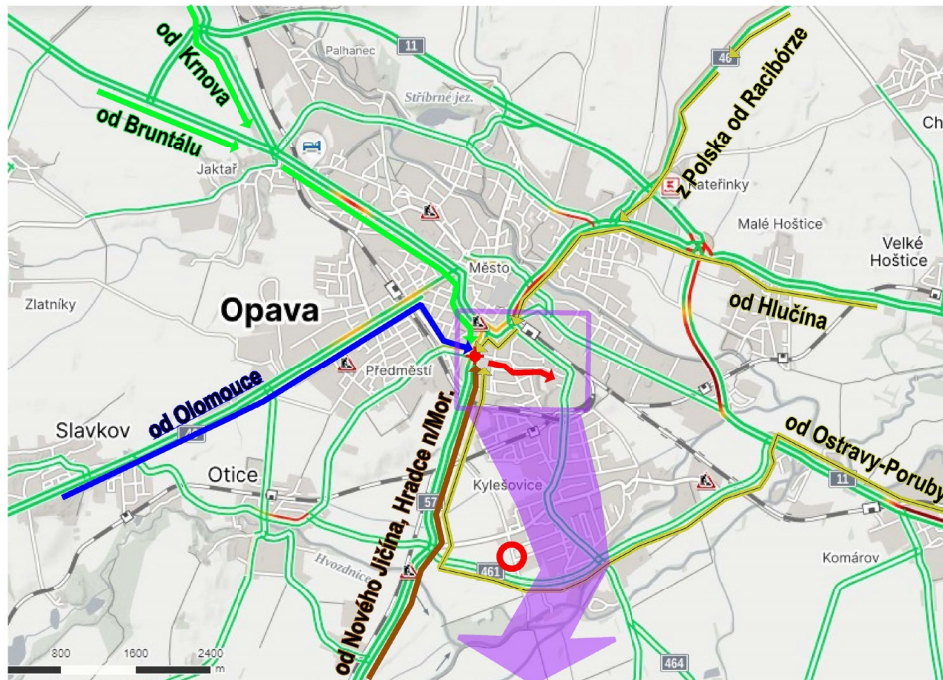 od Krnova
Palhanec
11
46
Stříbrné jez.
od Bruntálu
Jaktař
z Polska od Racibórze
Kateřinky
Malé Hoštice
Velké
Hoštice
Město
Zlatníky
Opava
od Hlučína
Předměstí
od Olomouce
Slavkov
Otice
od Nového Jičína, Hradce n/Mor.
57
Kylešovice
od Ostravy-Poruby
11
Komárov
Hvozdnice
461
464
800 1600 2400
m